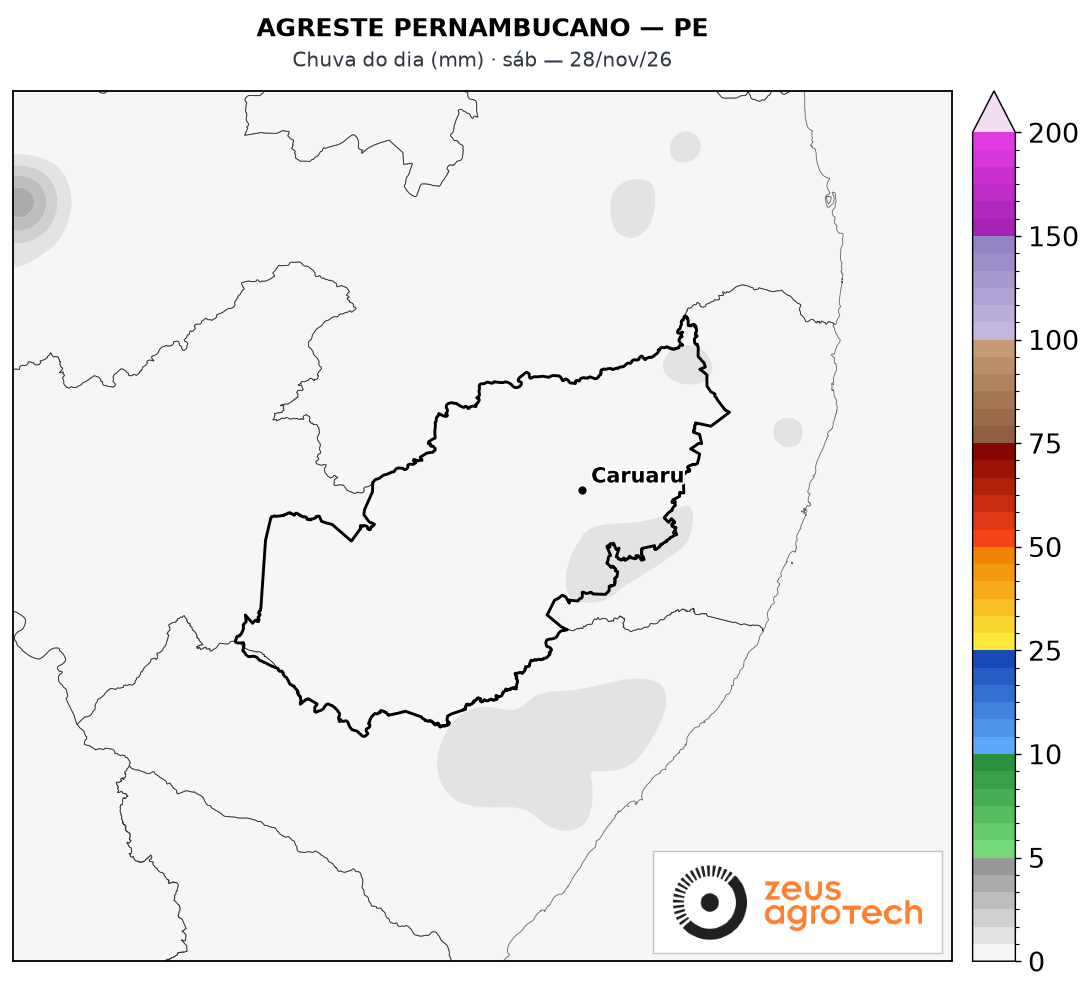 AGRESTE PERNAMBUCANO — PE
Chuva do dia (mm) · sáb — 28/nov/26
200
150
100
75
50
25
10
5
0
Caruaru
zeus
agrotech